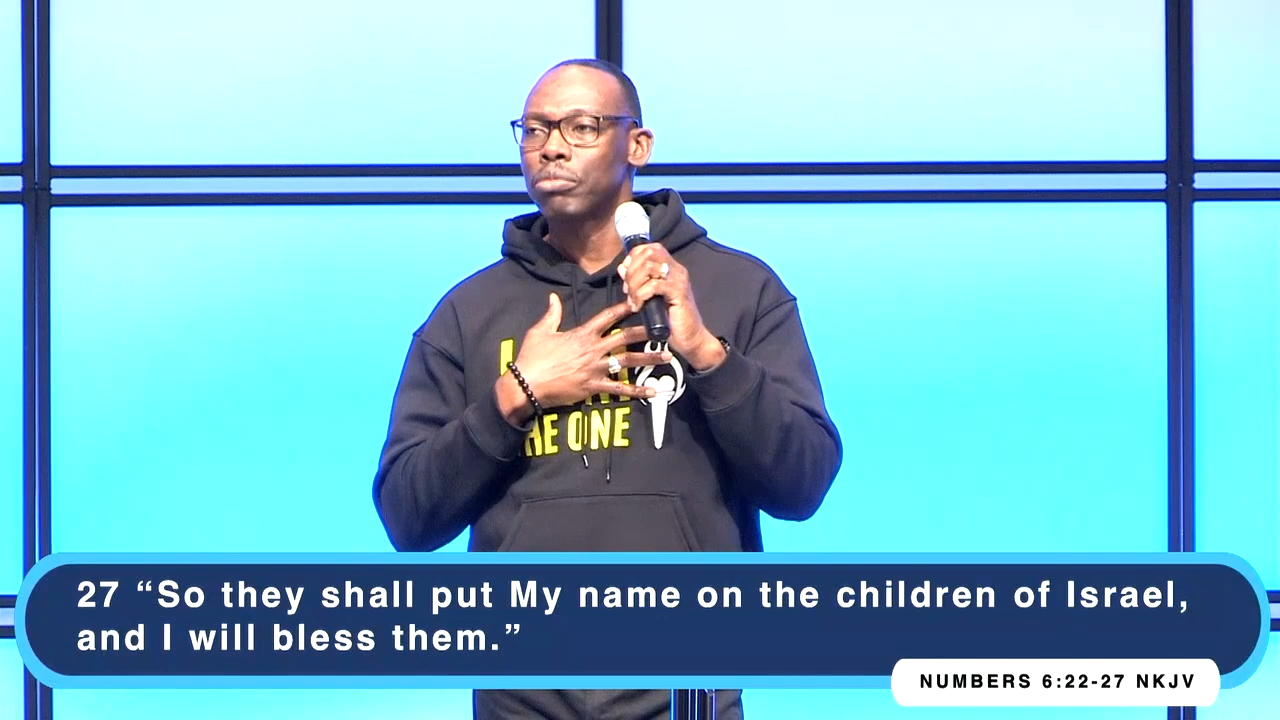 HE ONE
27 “So they shall put My name on the children of Israel,
and I will bless them.”
NUMBERS 6:22-27 NKJV